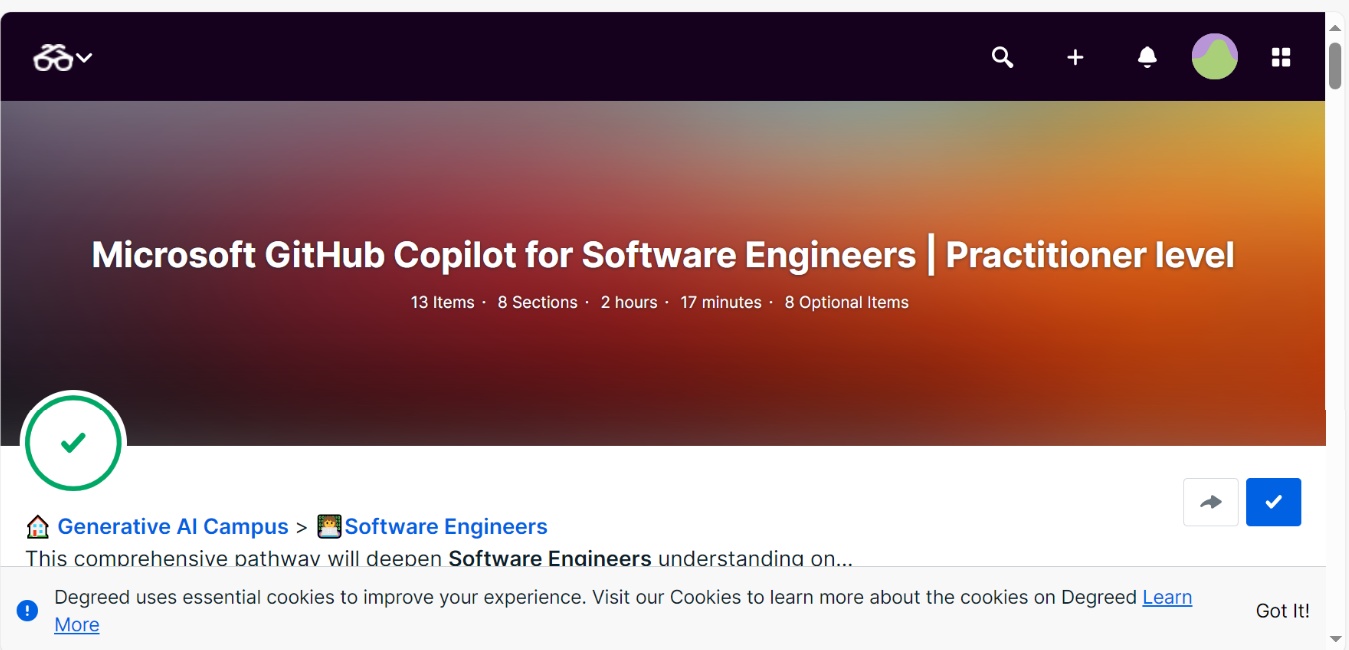 Microsoft GitHub Copilot for Software Engineers | Practitioner level
13 Items · 8 Sections · 2 hours · 17 minutes · 8 Optional Items
Generative AI Campus > Software Engineers
This comprehensive pathway will deepen Software Engineers understanding on...
Degreed uses essential cookies to improve your experience. Visit our Cookies to learn more about the cookies on Degreed Learn
More
Got It!